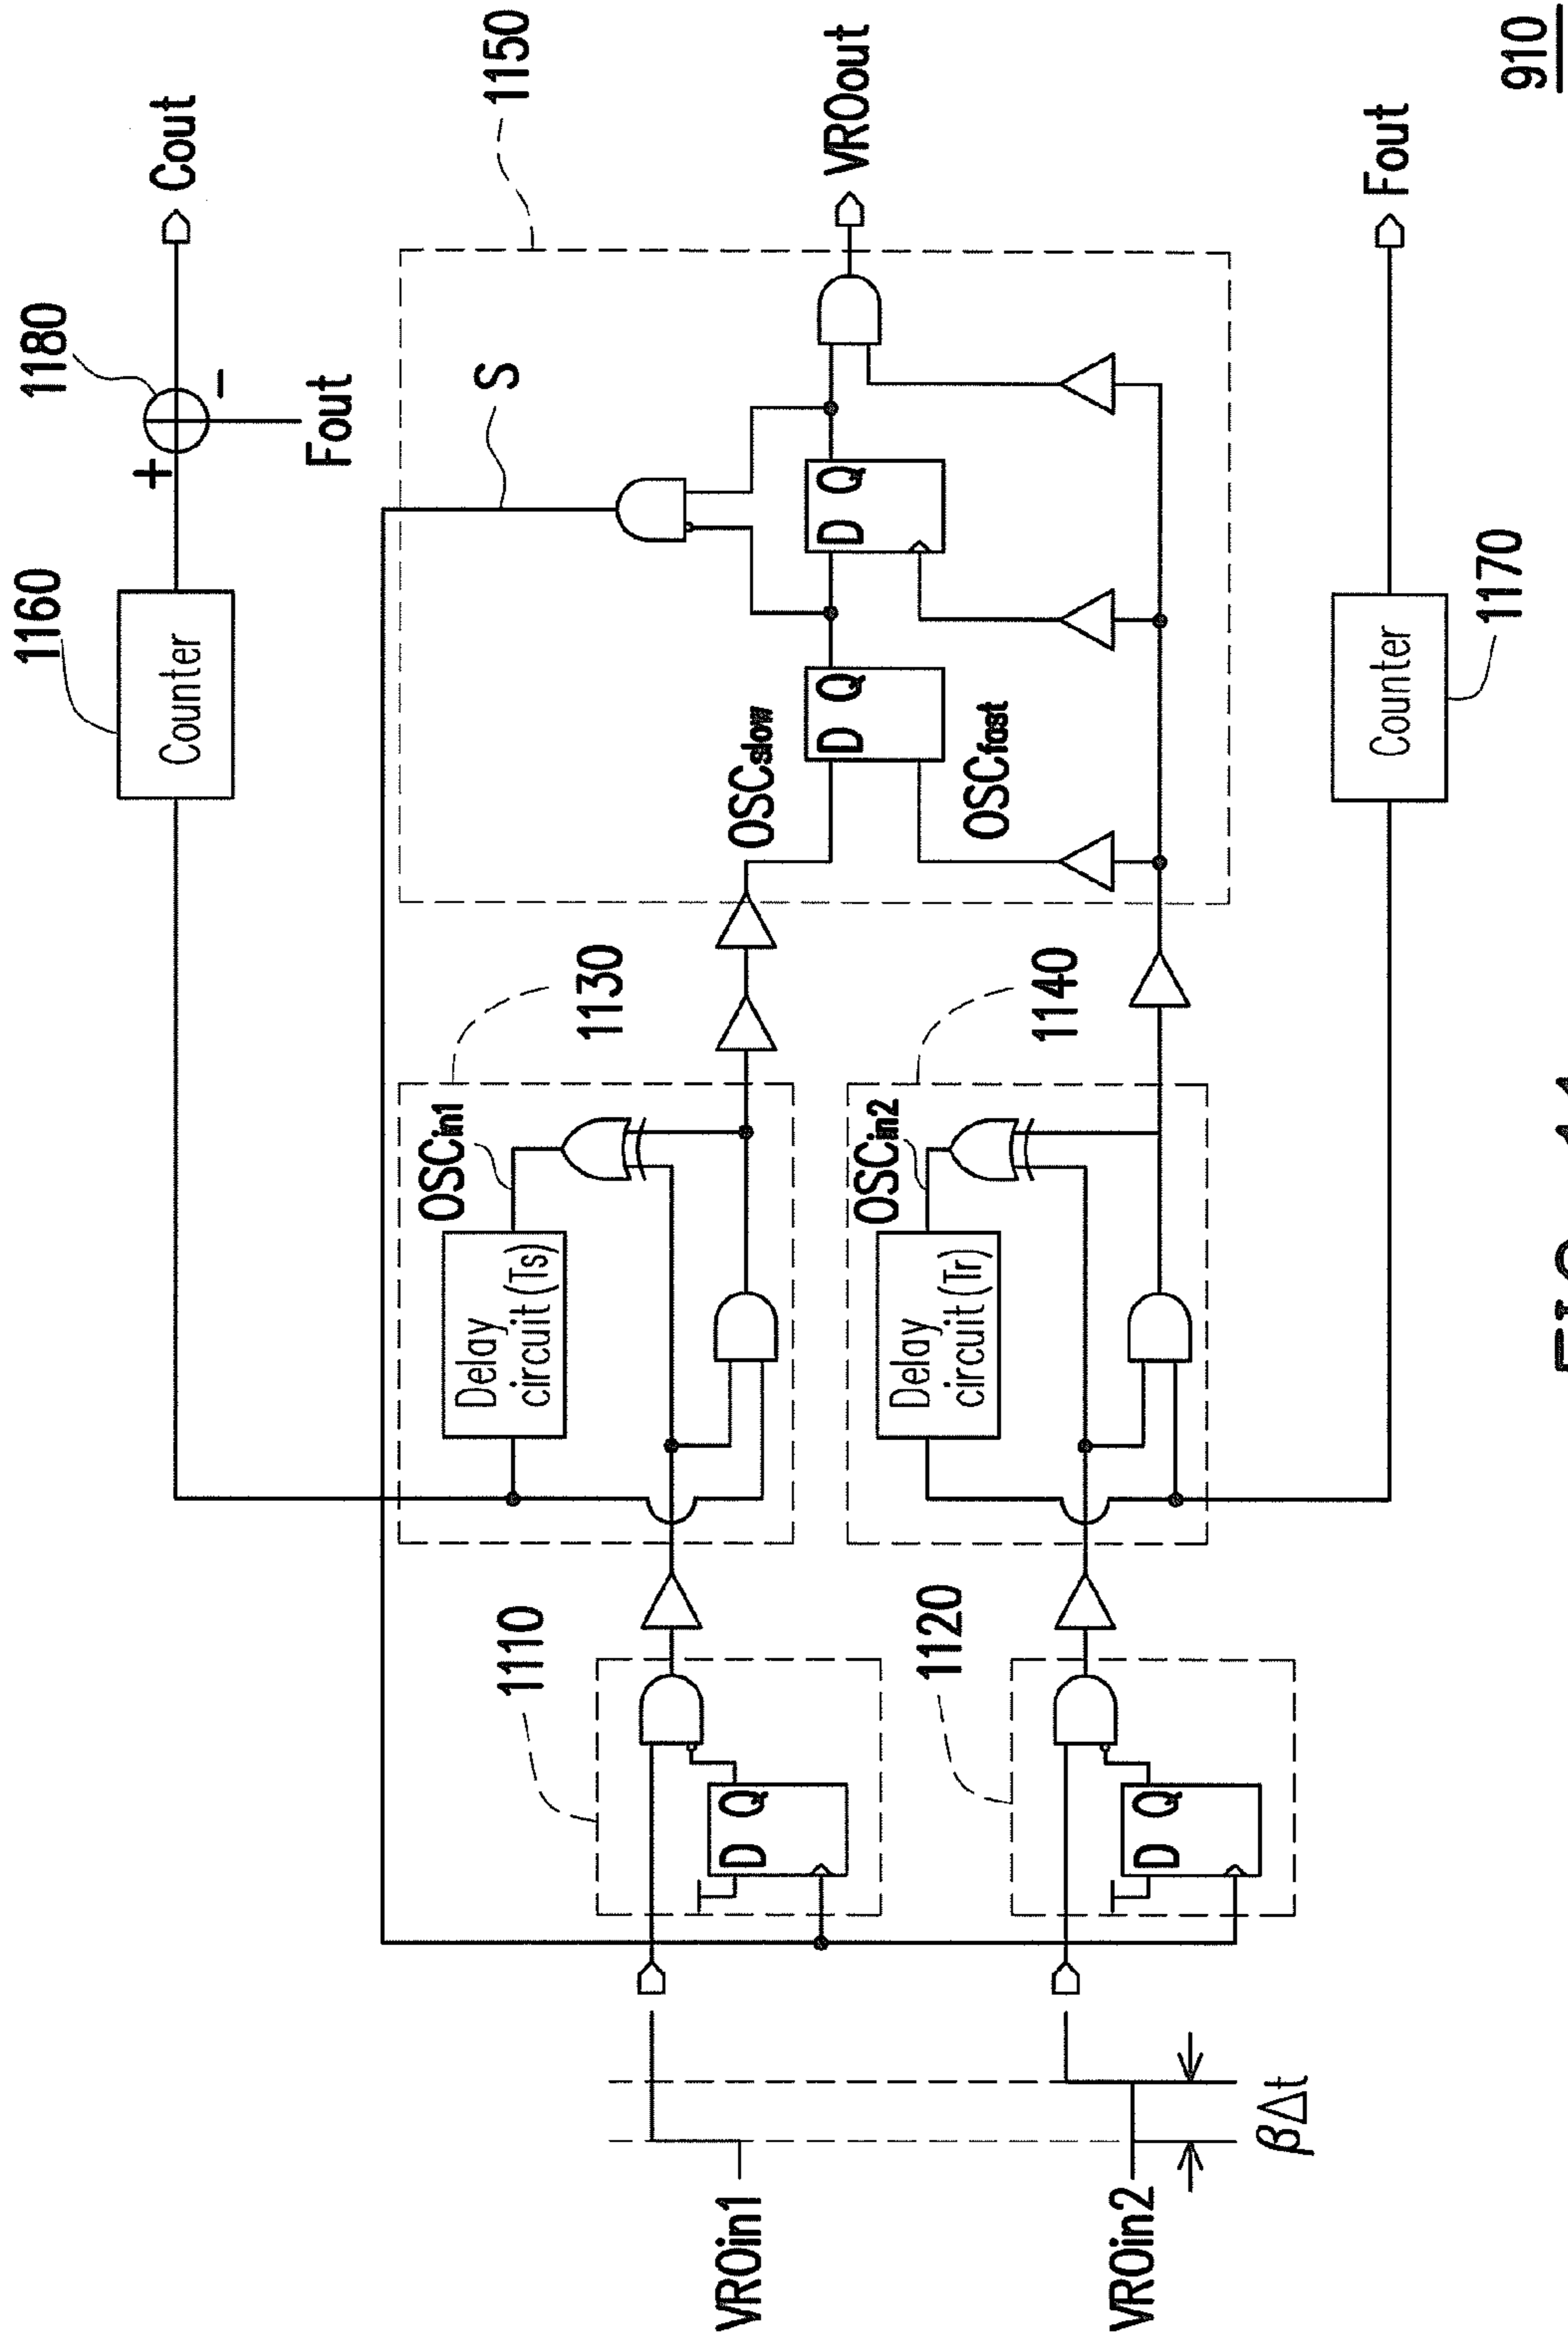 1160
Counter
+
1180
-
Fout
Cout
S
1150
1110
D Q
1130
OSCin1
Delay
circuit(Ts)
OSCslow
D Q
D Q
VROout
VROin1
VROin2
βΔt
1120
D Q
1140
OSCin2
Delay
circuit(Tr)
OSCfast
Counter
1170
Fout
910